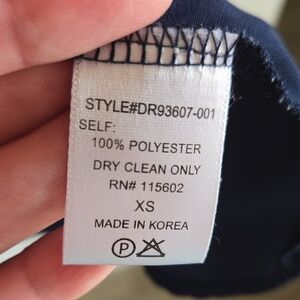 STYLE#DR93607-001
SELF:
100% POLYESTER
DRY CLEAN ONLY
RN# 115602
XS
MADE IN KOREA
P